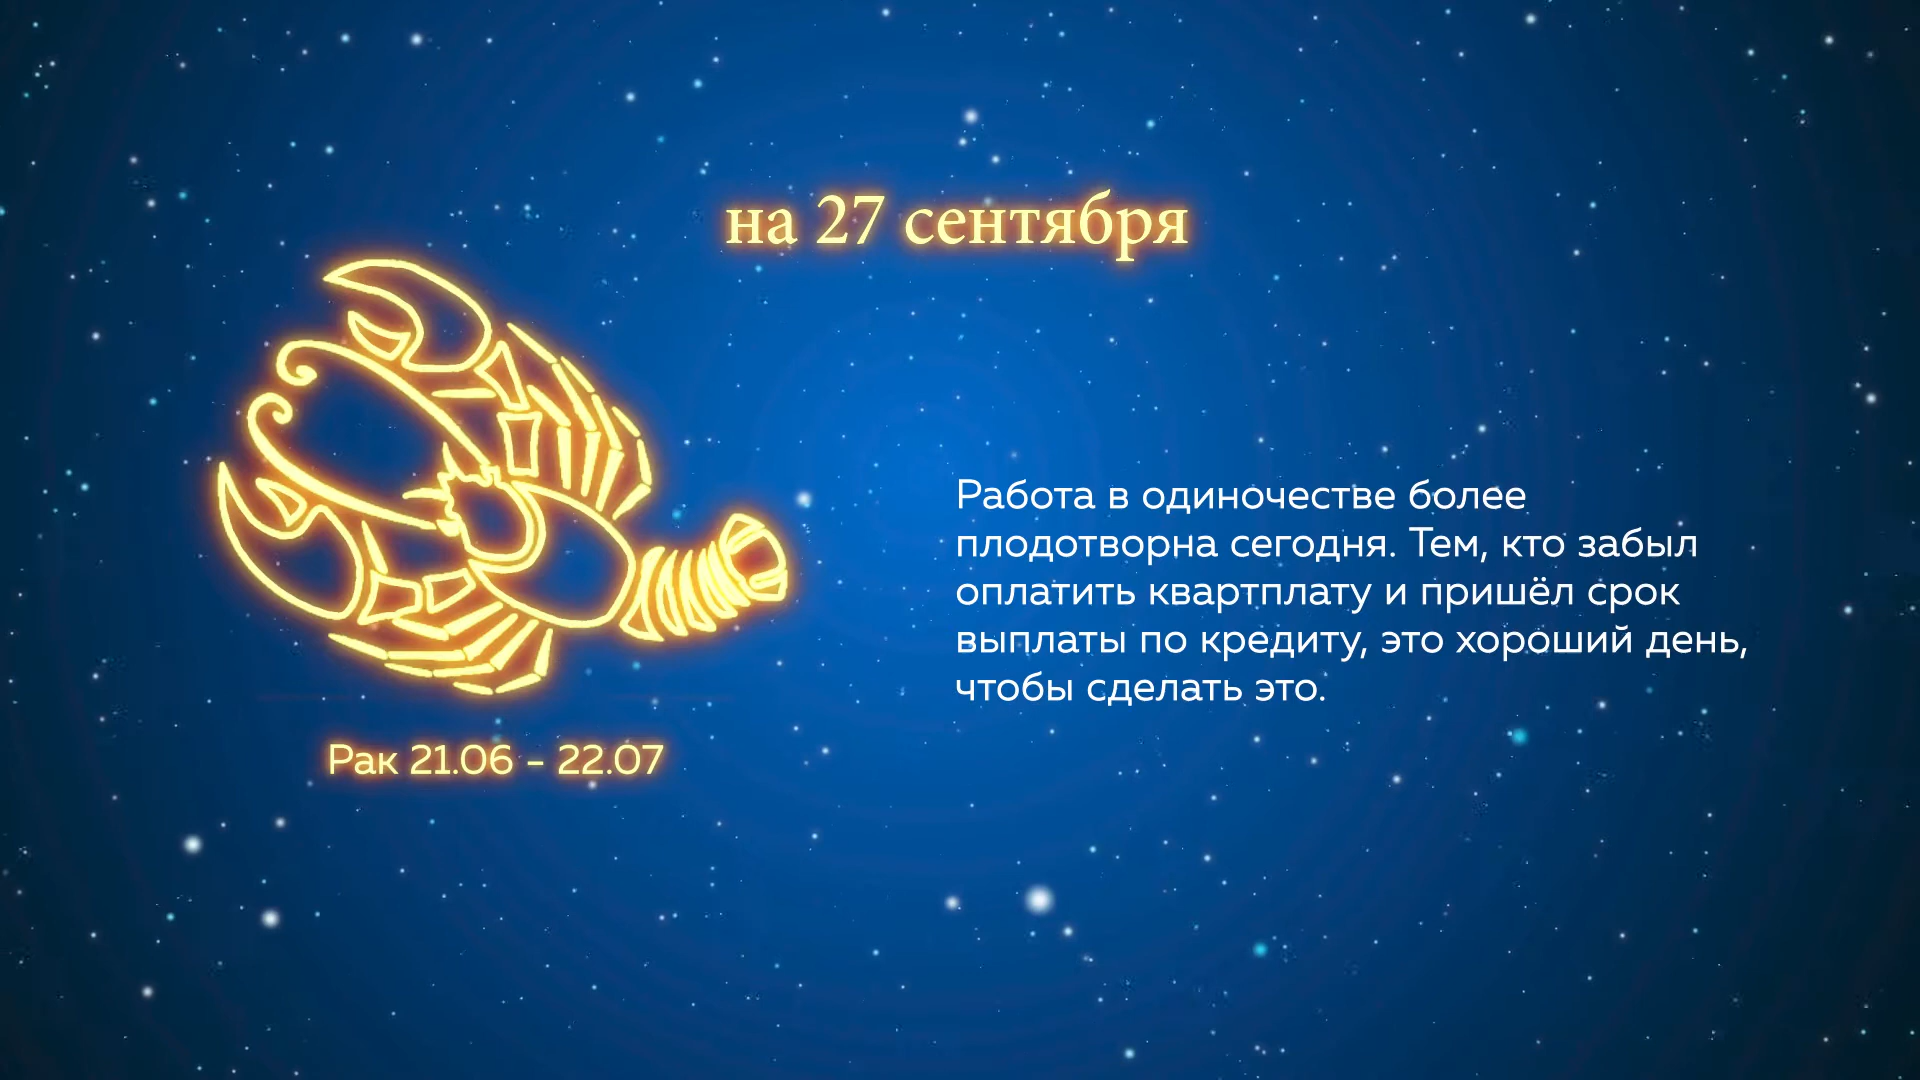 на 27 сентября
Работа в одиночестве более
плодотворна сегодня. Тем, кто забыл
оплатить квартплату и пришёл срок
выплаты по кредиту, это хороший день,
чтобы сделать это.
Рак 21.06 - 22.07